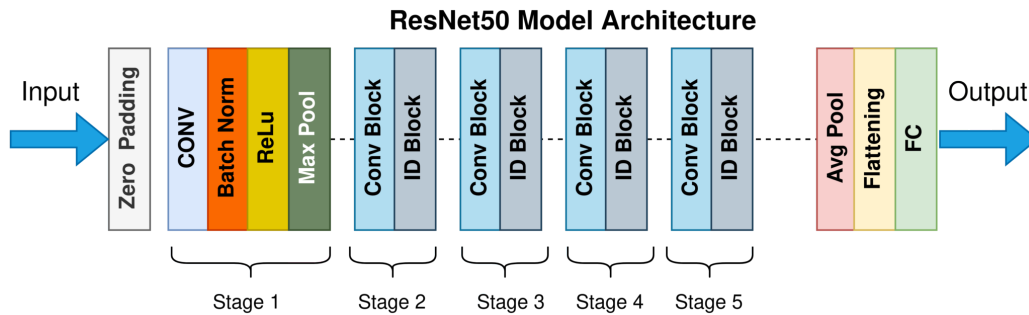 ResNet50 Model Architecture
Input
Zero Padding
CONV
Batch Norm
ReLu
Max Pool
Conv Block
ID Block
Conv Block
ID Block
Conv Block
ID Block
Conv Block
ID Block
Avg Pool
Flattening
FC
Output
Stage 1
Stage 2
Stage 3
Stage 4
Stage 5